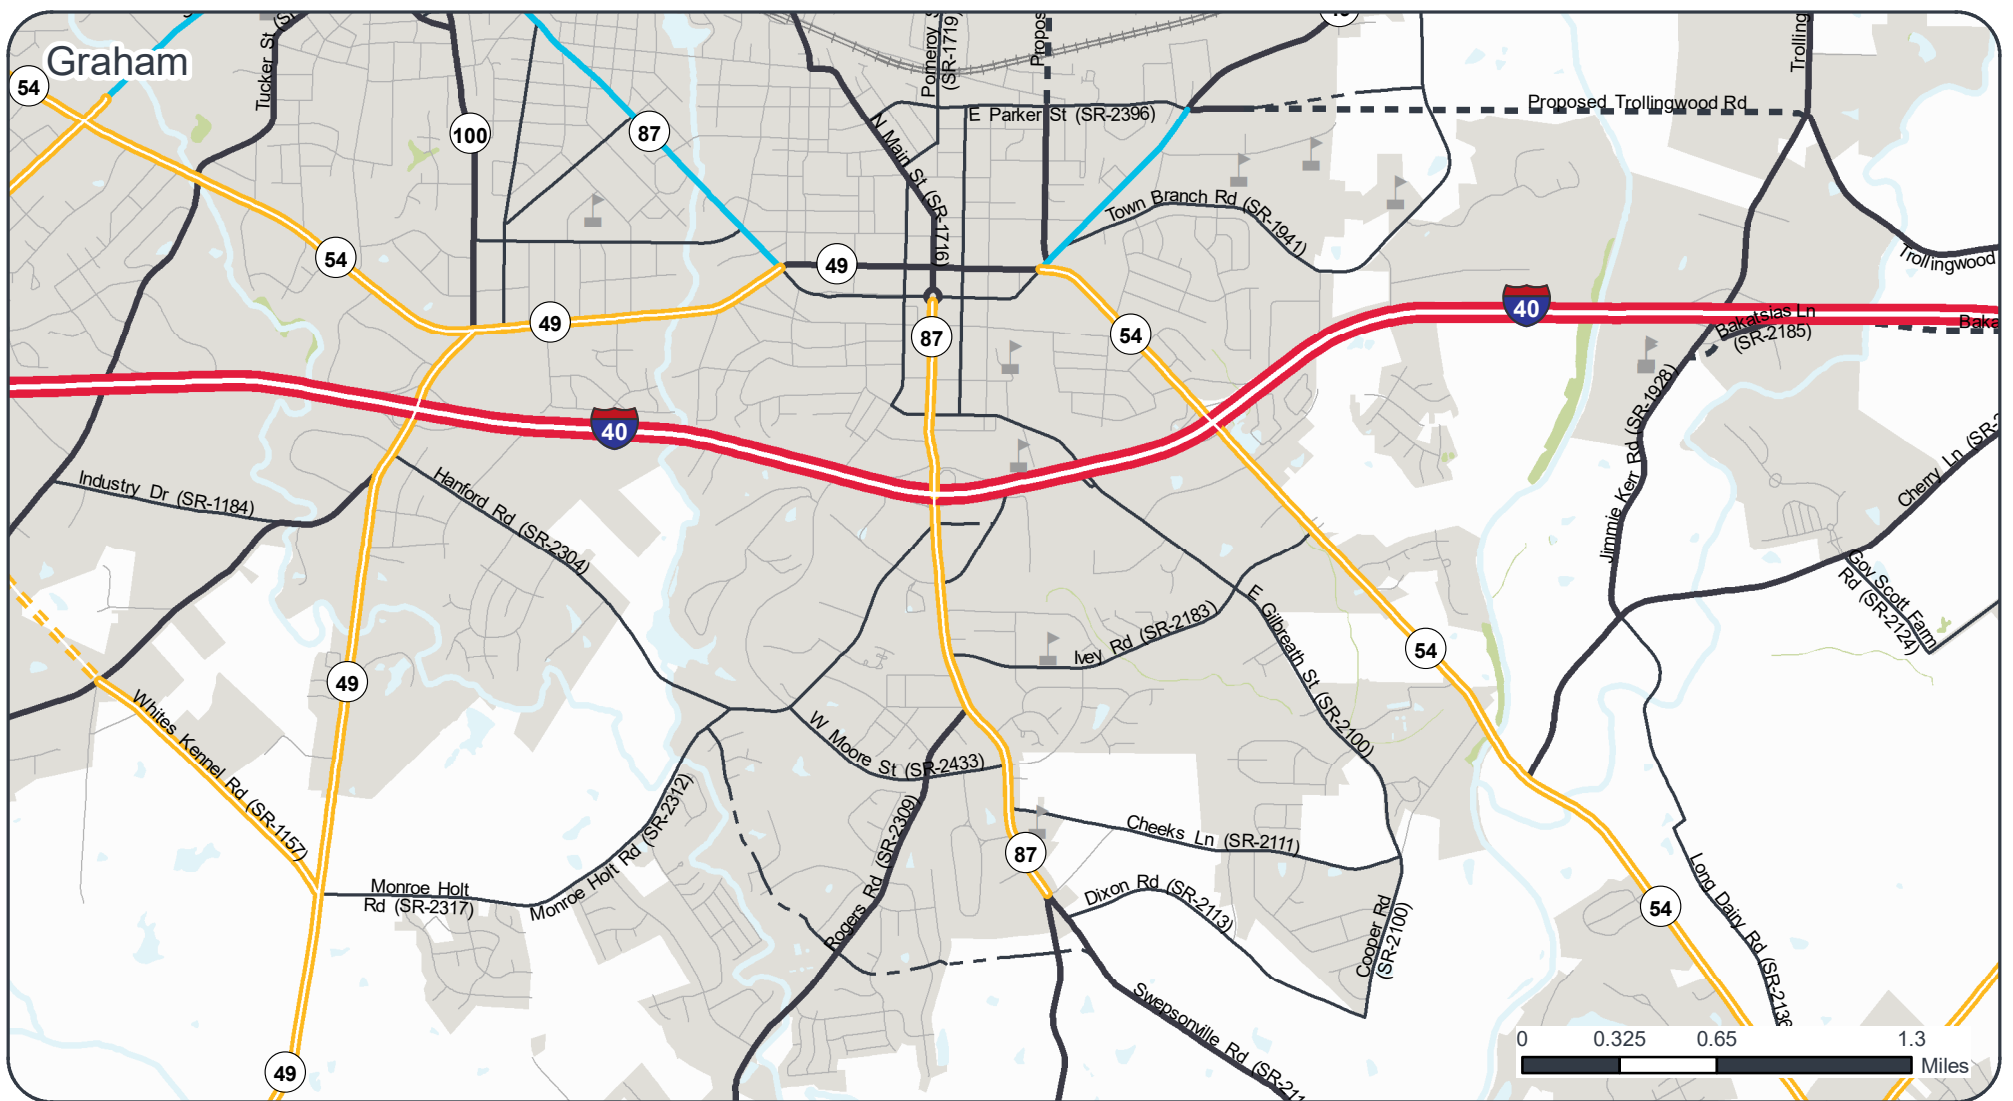 Graham
54
Tucker St (S
100
87
Pomeroy S
(SR-1719)
Propos
Trolling
Proposed Trollingwood Rd
E Parker St (SR-2396)
N Main St (SR-1716)
Town Branch Rd (SR-1941)
54
49
49
87
54
40
Trollingwood
Bakatsias Ln
(SR-2185)
Baka
40
Jimmie Kerr Rd (SR-1928)
Cherry Ln (SR-2
Industry Dr (SR-1184)
Hanford Rd (SR-2304)
Gov Scott Farm
Rd (SR-2124)
E Gilbreath St (SR-2100)
Ivey Rd (SR-2183)
54
49
Whites Kennel Rd (SR-1157)
W Moore St (SR-2433)
Monroe Holt Rd (SR-2312)
Rogers Rd (SR-2309)
Cheeks Ln (SR-2111)
87
Monroe Holt
Rd (SR-2317)
Dixon Rd (SR-2113)
Cooper Rd
(SR-2100)
54
Long Dairy Rd (SR-2136
Swepsonville Rd (SR-211
49
0 0.325 0.65 1.3
Miles